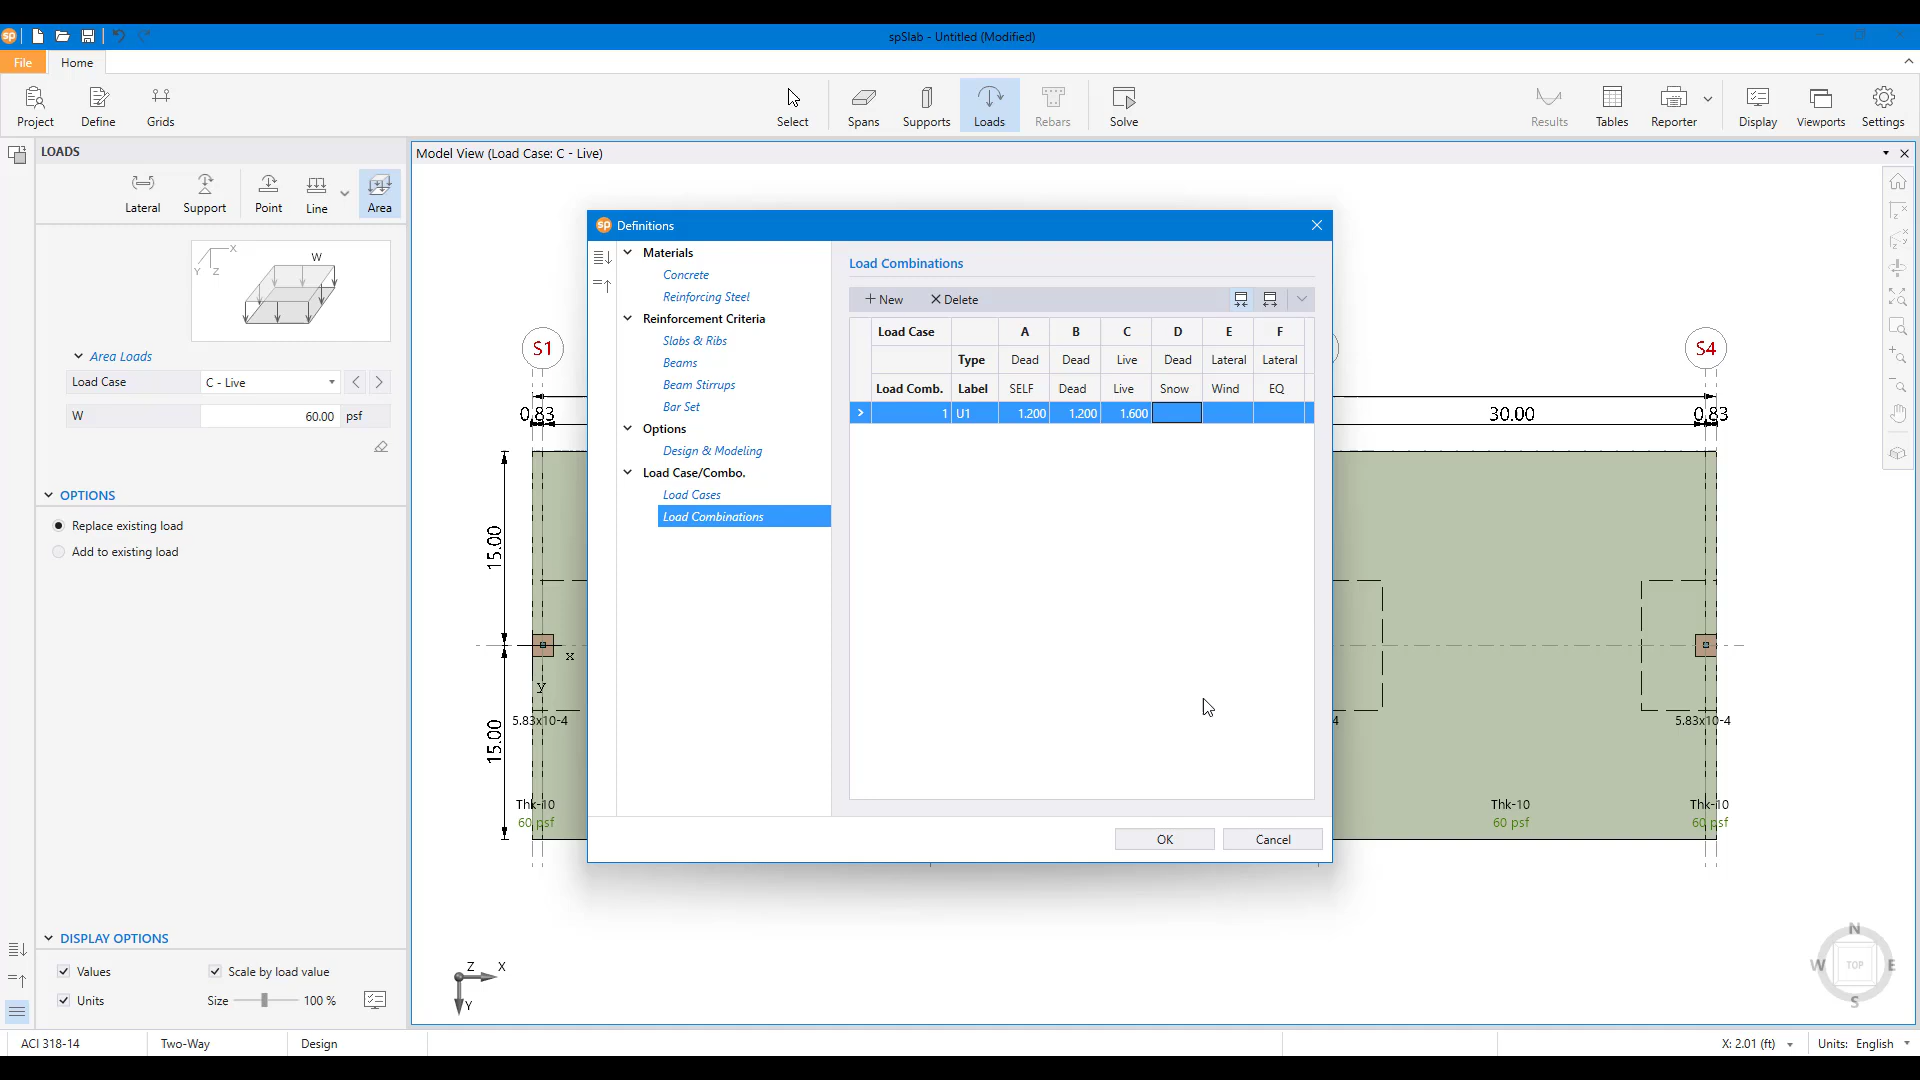 sp
spSlab - Untitled (Modified)
File
Home
Project
Define
Grids
Select
Spans
Supports
Loads
Rebars
Solve
Results
Tables
Reporter
Display
Viewports
Settings
LOADS
Model View (Load Case: C - Live)
Lateral
Support
Point
Line
Area
W
X
Y
Z
Area Loads
Load Case
C - Live
W
60.00
psf
OPTIONS
Replace existing load
Add to existing load
DISPLAY OPTIONS
Values
Scale by load value
Units
Size
100 %
sp Definitions
Materials
Concrete
Reinforcing Steel
Reinforcement Criteria
Slabs & Ribs
Beams
Beam Stirrups
Bar Set
Options
Design & Modeling
Load Case/Combo.
Load Cases
Load Combinations
Load Combinations
New
Delete
Load Case A B C D E F
Type Dead Dead Live Dead Lateral Lateral
Load Comb. Label SELF Dead Live Snow Wind EQ
1 U1 1.200 1.200 1.600
OK
Cancel
S1
S4
0.83
30.00
0.83
15.00
15.00
x
y
5.83x10-4
4
5.83x10-4
Thk-10
60 psf
Thk-10
60 psf
Thk-10
60 psf
Z
X
Y
N
W
TOP
E
S
ACI 318-14
Two-Way
Design
X: 2.01 (ft)
Units: English